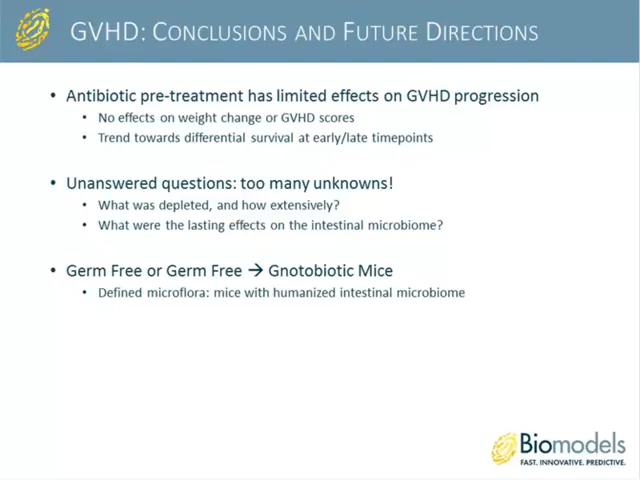 GVHD: CONCLUSIONS AND FUTURE DIRECTIONS
• Antibiotic pre-treatment has limited effects on GVHD progression
• No effects on weight change or GVHD scores
• Trend towards differential survival at early/late timepoints
• Unanswered questions: too many unknowns!
• What was depleted, and how extensively?
• What were the lasting effects on the intestinal microbiome?
• Germ Free or Germ Free → Gnotobiotic Mice
• Defined microflora: mice with humanized intestinal microbiome
Biomodels
FAST. INNOVATIVE. PREDICTIVE.